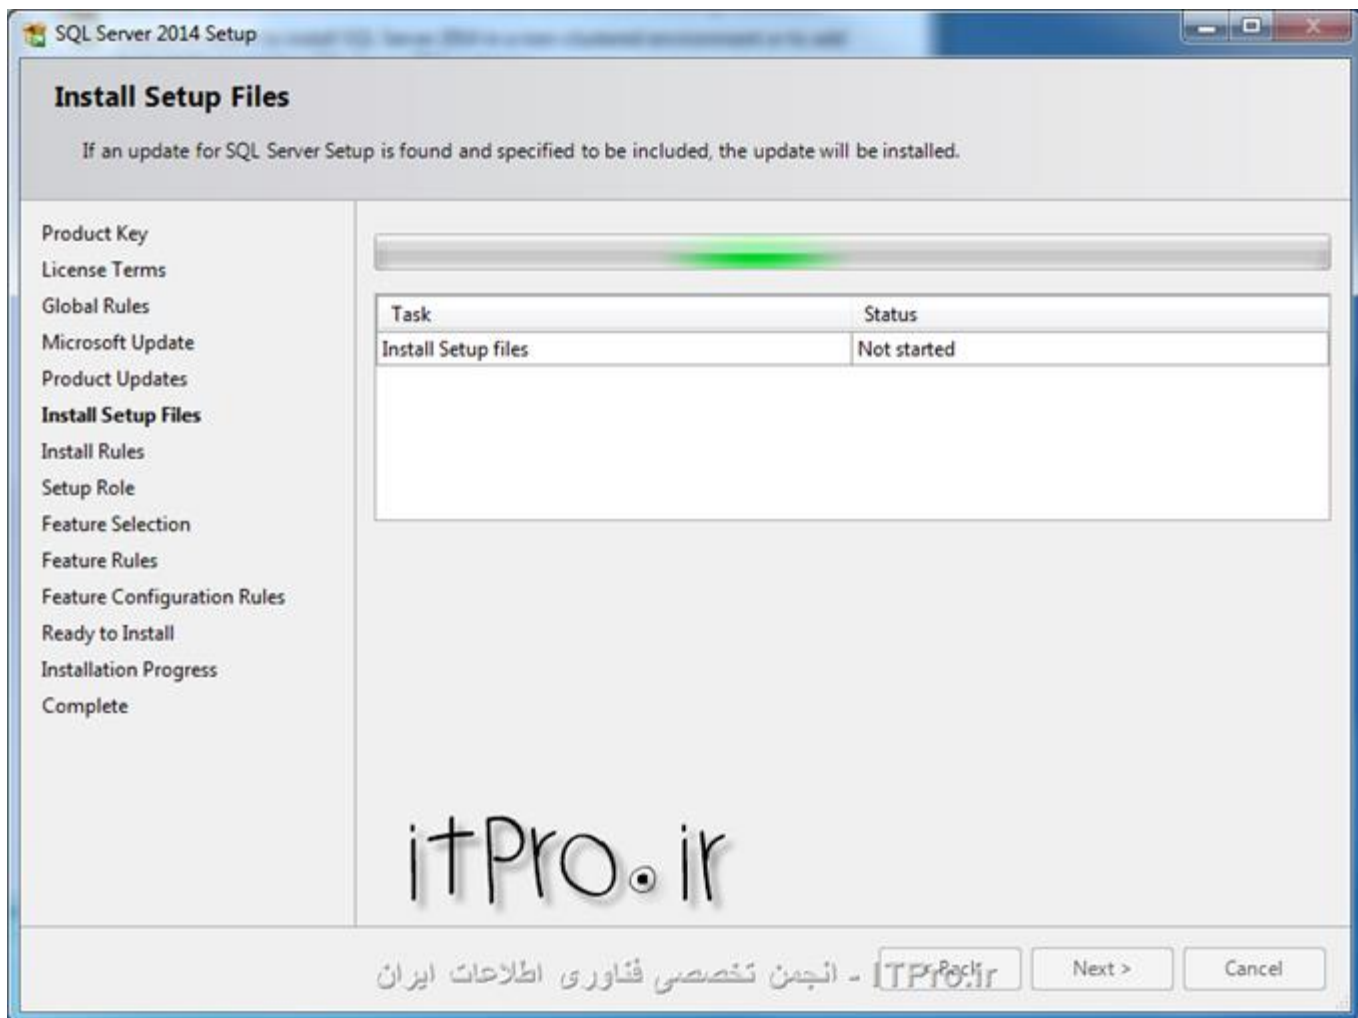 SQL Server 2014 Setup
Install Setup Files
If an update for SQL Server Setup is found and specified to be included, the update will be installed.
Product Key
License Terms
Global Rules
Microsoft Update
Product Updates
Install Setup Files
Install Rules
Setup Role
Feature Selection
Feature Rules
Feature Configuration Rules
Ready to Install
Installation Progress
Complete
Task Status
Install Setup files Not started
itPro.ir
ITPro.ir - انجمن تخصصی فناوری اطلاعات ایران
< Back Next > Cancel